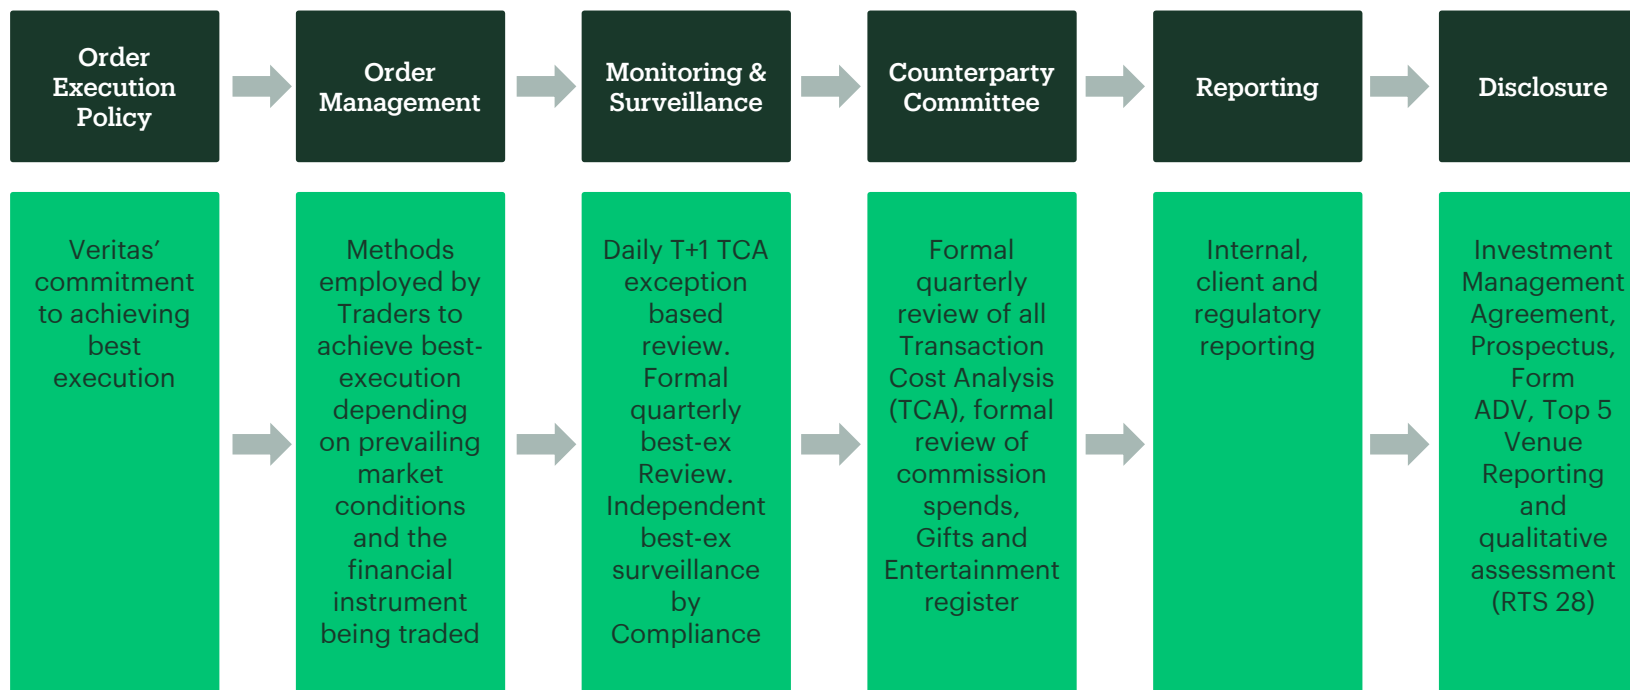 Order
Execution
Policy
Order
Management
Monitoring &
Surveillance
Counterparty
Committee
Reporting
Disclosure
Veritas’
commitment
to achieving
best
execution
Methods
employed by
Traders to
achieve best-
execution
depending
on prevailing
market
conditions
and the
financial
instrument
being traded
Daily T+1 TCA
exception
based
review.
Formal
quarterly
best-ex
Review.
Independent
best-ex
surveillance
by
Compliance
Formal
quarterly
review of all
Transaction
Cost Analysis
(TCA), formal
review of
commission
spends,
Gifts and
Entertainment
register
Internal,
client and
regulatory
reporting
Investment
Management
Agreement,
Prospectus,
Form
ADV, Top 5
Venue
Reporting
and
qualitative
assessment
(RTS 28)